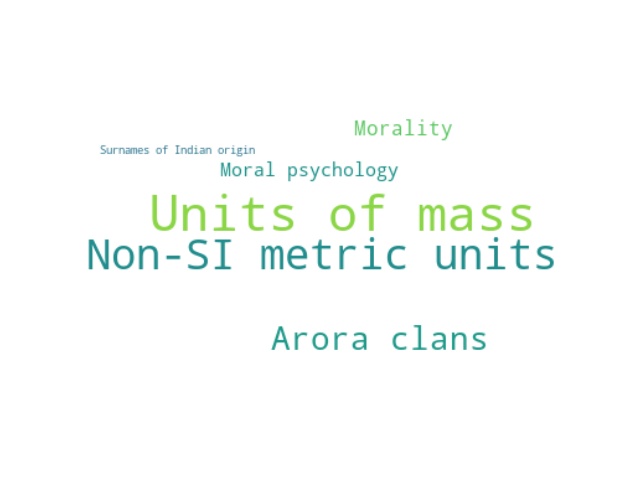 Morality
Surnames of Indian origin
Moral psychology
Units of mass
Non-SI metric units
Arora clans